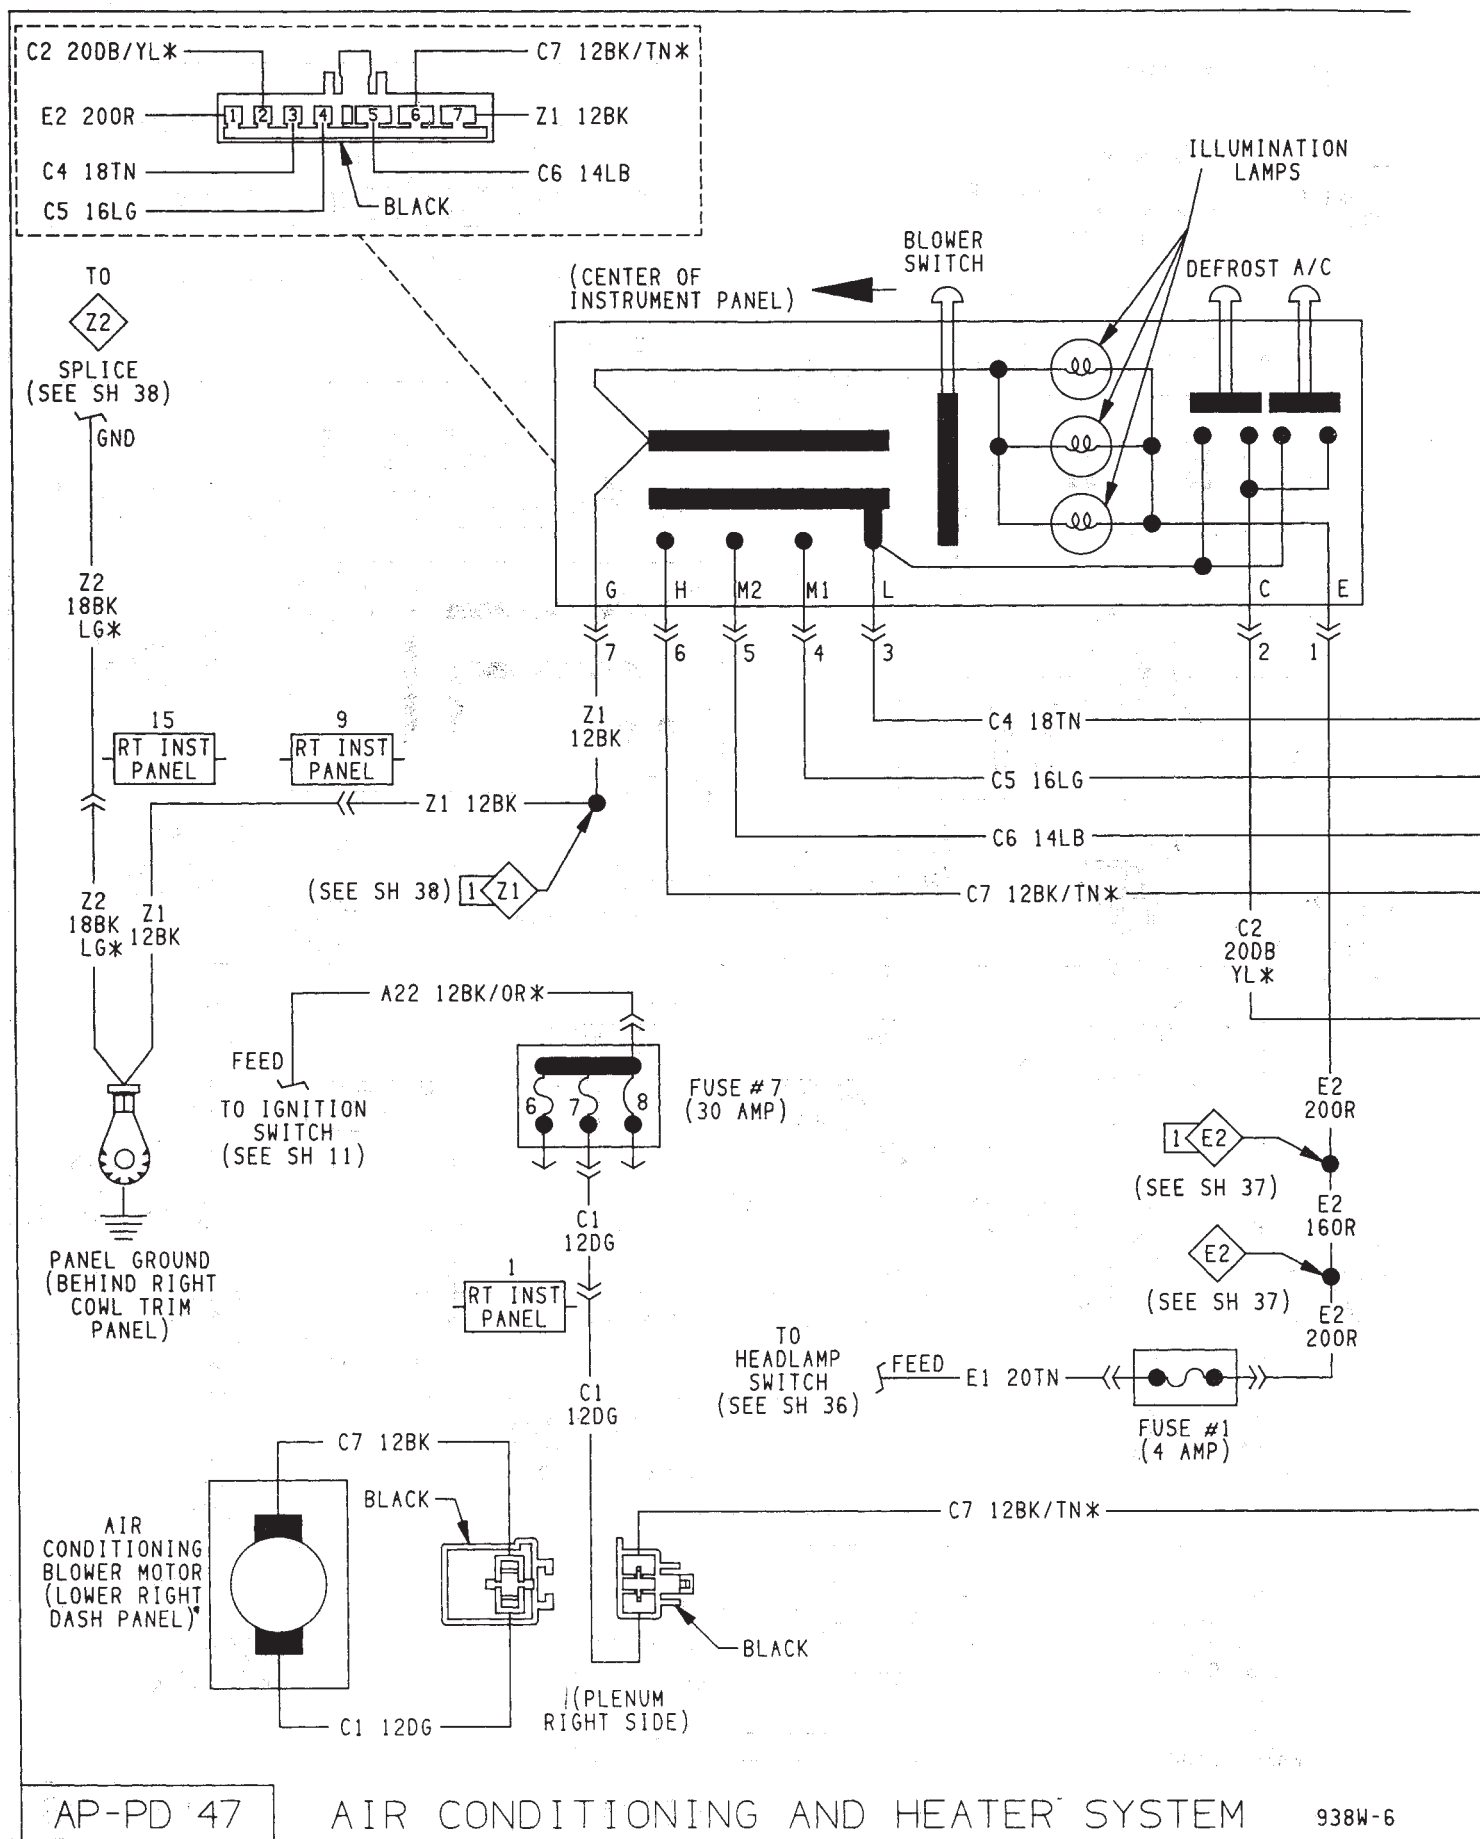 C2 20DB/YL*
C7 12BK/TN*
E2 20OR
1 2 3 4 5 6 7
Z1 12BK
C4 18TN
C6 14LB
C5 16LG
BLACK
ILLUMINATION
LAMPS
BLOWER
SWITCH
DEFROST A/C
(CENTER OF
INSTRUMENT PANEL)
TO
Z2
SPLICE
(SEE SH 38)
GND
Z2
18BK
LG*
G H M2 M1 L C E
7 6 5 4 3 2 1
15
RT INST
PANEL
9
RT INST
PANEL
Z1
12BK
Z1 12BK
C4 18TN
C5 16LG
C6 14LB
C7 12BK/TN*
(SEE SH 38) 1 Z1
Z2
18BK
LG*
Z1
12BK
C2
20DB
YL*
A22 12BK/OR*
FEED
TO IGNITION
SWITCH
(SEE SH 11)
6 7 8
FUSE #7
(30 AMP)
C1
12DG
1
RT INST
PANEL
C1
12DG
PANEL GROUND
(BEHIND RIGHT
COWL TRIM
PANEL)
E2
20OR
1 E2
(SEE SH 37)
E2
16OR
E2
(SEE SH 37)
E2
20OR
TO
HEADLAMP
SWITCH
(SEE SH 36)
FEED
E1 20TN
FUSE #1
(4 AMP)
C7 12BK
BLACK
C7 12BK/TN*
AIR
CONDITIONING
BLOWER MOTOR
(LOWER RIGHT
DASH PANEL)
BLACK
(PLENUM
RIGHT SIDE)
C1 12DG
AP-PD 47
AIR CONDITIONING AND HEATER SYSTEM
938W-6